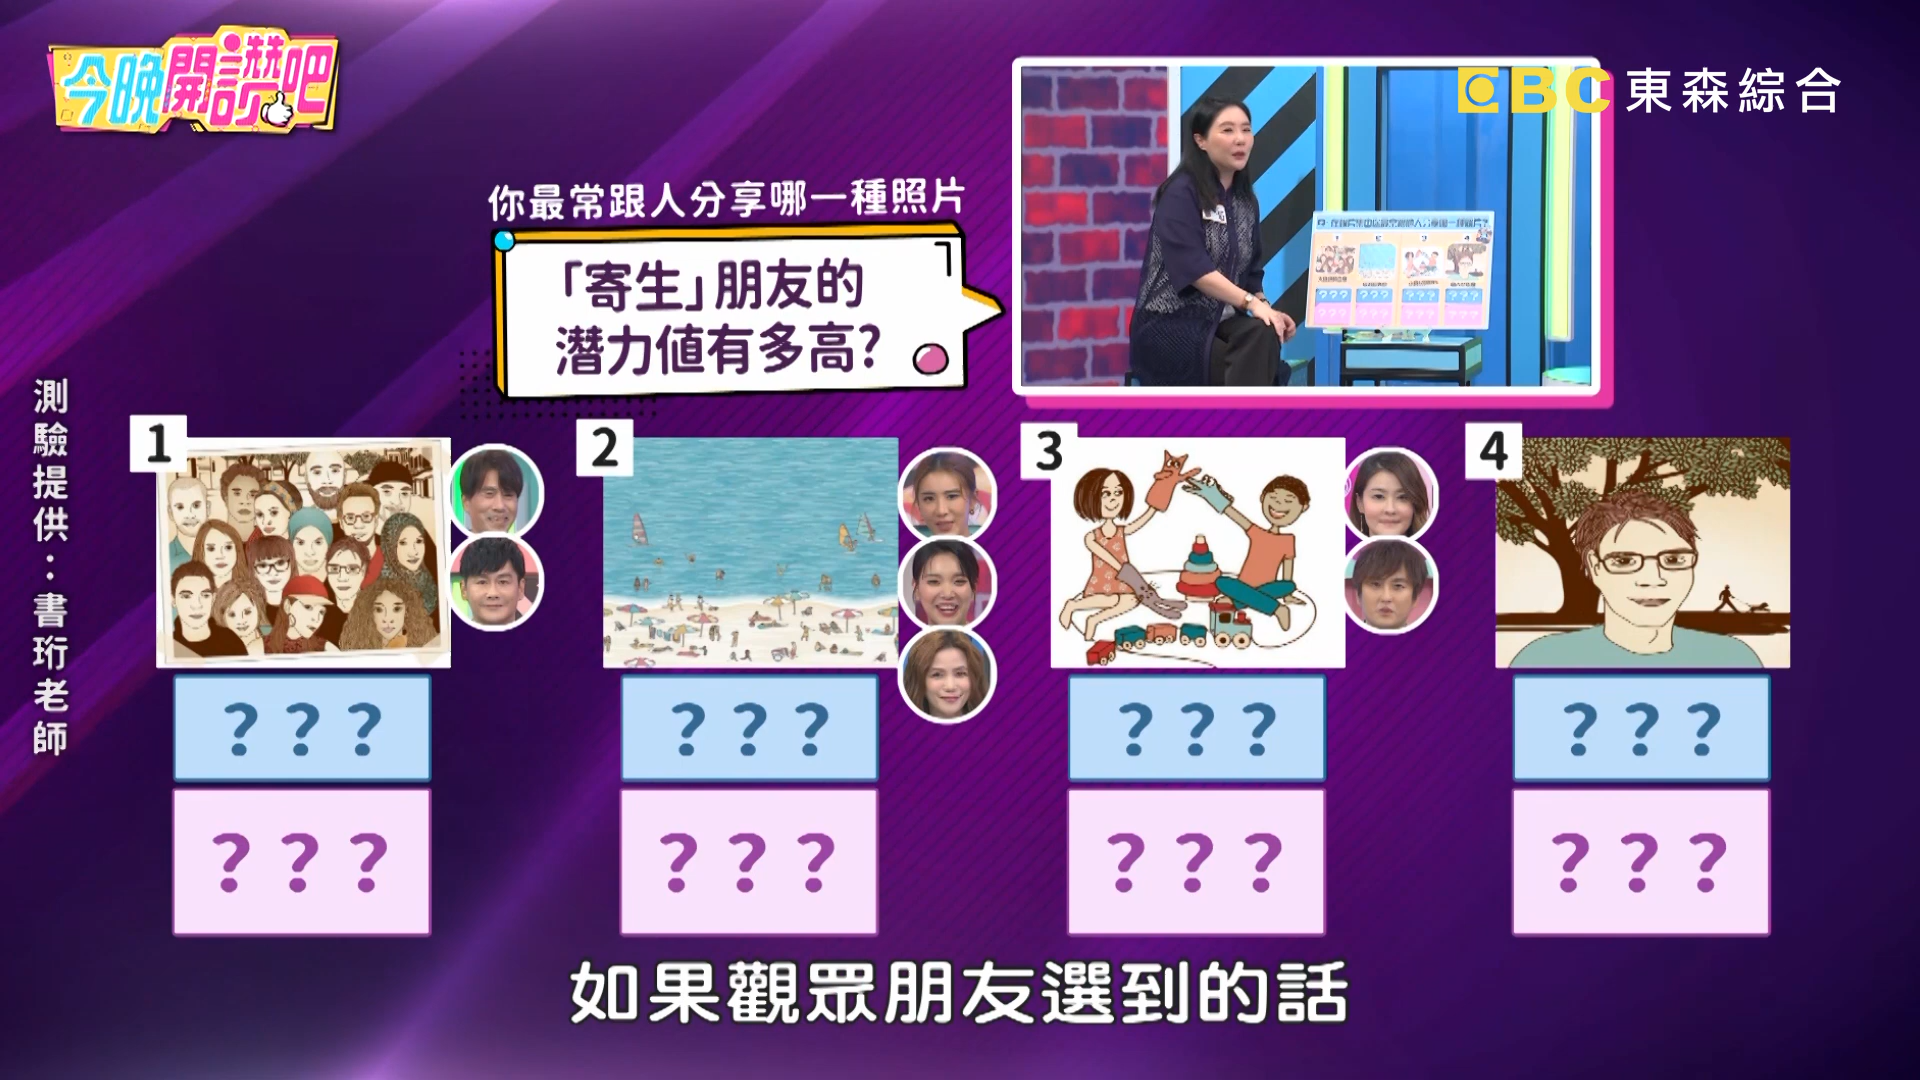 今晚開讚吧
EBC 東森綜合
你最常跟人分享哪一種照片
「寄生」朋友的
潛力值有多高?
測驗提供：書珩老師
1
2
3
4
???
???
???
???
???
???
???
???
如果觀眾朋友選到的話